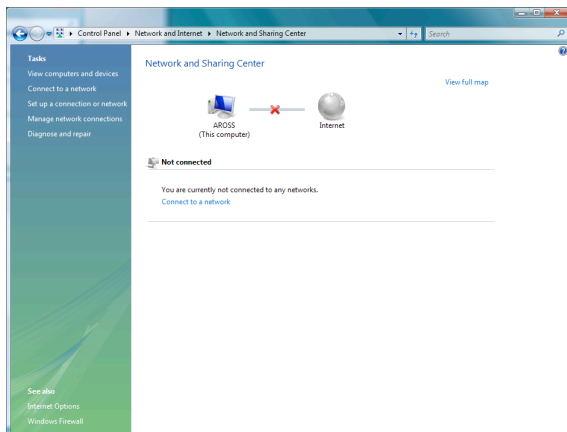 Control Panel ▸ Network and Internet ▸ Network and Sharing Center
Search
Tasks
View computers and devices
Connect to a network
Set up a connection or network
Manage network connections
Diagnose and repair
See also
Internet Options
Windows Firewall
Network and Sharing Center
View full map
AROSS
(This computer)
Internet
Not connected
You are currently not connected to any networks.
Connect to a network